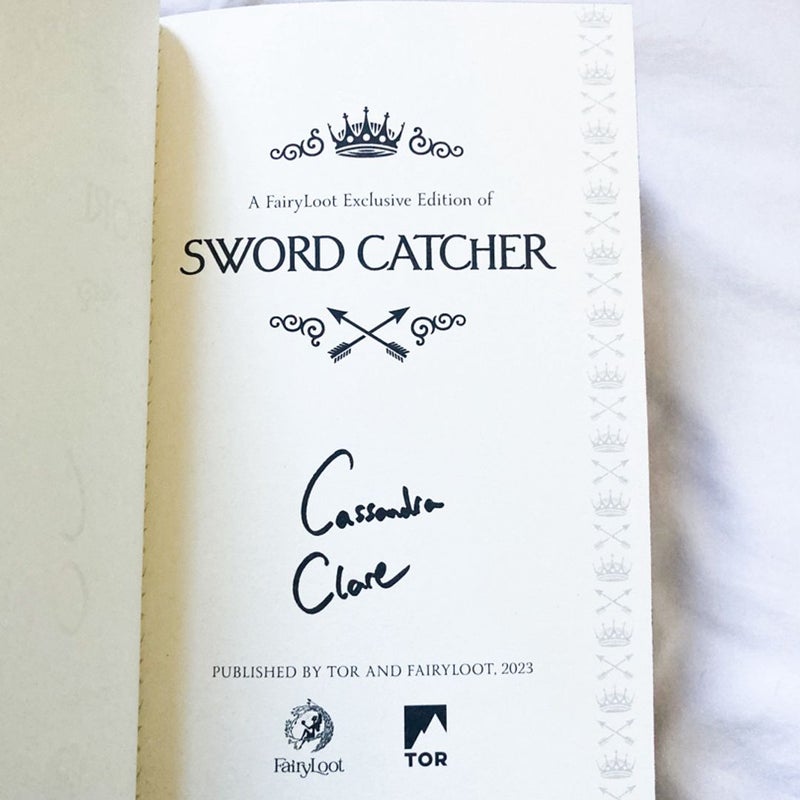 A FairyLoot Exclusive Edition of
SWORD CATCHER
Cassandra
Clare
PUBLISHED BY TOR AND FAIRYLOOT, 2023
FairyLoot
TOR